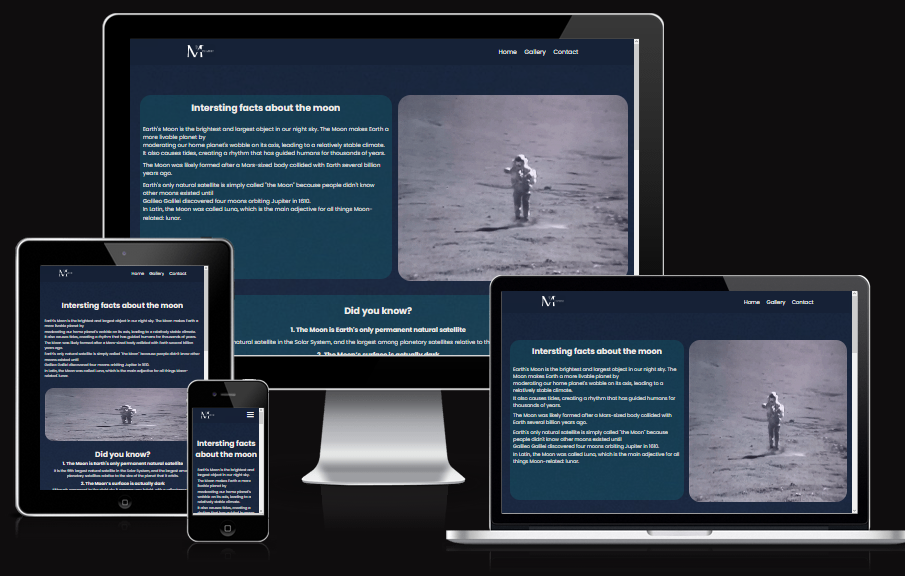 M
Home Gallery Contact
Intersting facts about the moon
Earth's Moon is the brightest and largest object in our night sky. The Moon makes Earth a
more livable planet by
moderating our home planet's wobble on its axis, leading to a relatively stable climate.
It also causes tides, creating a rhythm that has guided humans for thousands of years.
The Moon was likely formed after a Mars-sized body collided with Earth several billion
years ago.
Earth's only natural satellite is simply called "the Moon" because people didn't know
other moons existed until
Galileo Galilei discovered four moons orbiting Jupiter in 1610.
In Latin, the Moon was called Luna, which is the main adjective for all things Moon-
related: lunar.
Did you know?
1. The Moon is Earth's only permanent natural satellite
natural satellite in the Solar System, and the largest among planetary satellites relative to th
2. The Moon's surface is actually dark
M
Home Gallery Contact
Intersting facts about the moon
Earth's Moon is the brightest and largest object in our night sky. The Moon makes Earth a
more livable planet by
moderating our home planet's wobble on its axis, leading to a relatively stable climate.
It also causes tides, creating a rhythm that has guided humans for thousands of years.
The Moon was likely formed after a Mars-sized body collided with Earth several billion
years ago.
Earth's only natural satellite is simply called "the Moon" because people didn't know other
moons existed until
Galileo Galilei discovered four moons orbiting Jupiter in 1610.
In Latin, the Moon was called Luna, which is the main adjective for all things Moon-
related: lunar.
Did you know?
1. The Moon is Earth's only permanent natural satellite
It is the fifth largest natural satellite in the Solar System, and the largest among
planetary satellites relative to the size of the planet that it orbits.
2. The Moon's surface is actually dark
M
Intersting facts
about the moon
Earth's Moon is the brightest and
largest object in our night sky.
The Moon makes Earth a more
livable planet by
moderating our home planet's
wobble on its axis, leading to a
relatively stable climate.
It also causes tides, creating a
rhythm that has guided humans
M
Home Gallery Contact
Intersting facts about the moon
Earth's Moon is the brightest and largest object in our night sky. The
Moon makes Earth a more livable planet by
moderating our home planet's wobble on its axis, leading to a
relatively stable climate.
It also causes tides, creating a rhythm that has guided humans for
thousands of years.
The Moon was likely formed after a Mars-sized body collided with
Earth several billion years ago.
Earth's only natural satellite is simply called "the Moon" because
people didn't know other moons existed until
Galileo Galilei discovered four moons orbiting Jupiter in 1610.
In Latin, the Moon was called Luna, which is the main adjective for all
things Moon-related: lunar.